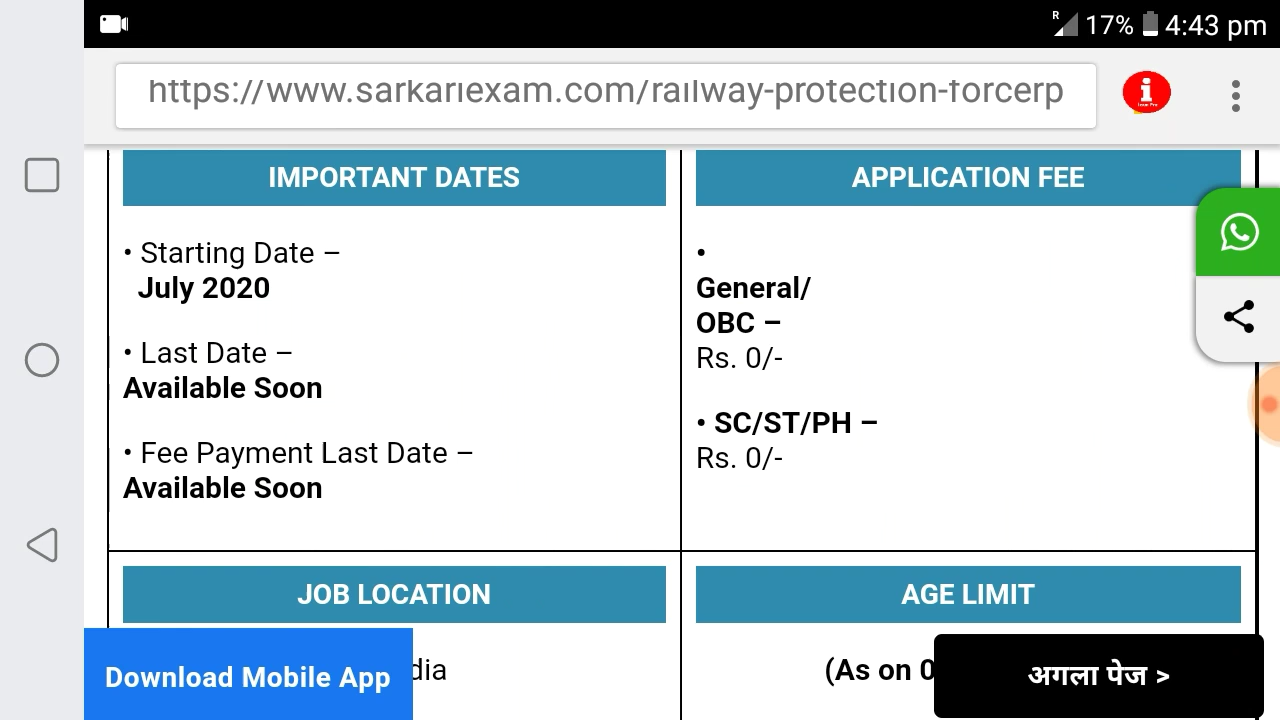 R 17% 4:43 pm
https://www.sarkariexam.com/railway-protection-forcerp
IMPORTANT DATES
• Starting Date –
July 2020
• Last Date –
Available Soon
• Fee Payment Last Date –
Available Soon
APPLICATION FEE
•
General/
OBC –
Rs. 0/-
• SC/ST/PH –
Rs. 0/-
JOB LOCATION
dia
AGE LIMIT
(As on 0
Download Mobile App
अगला पेज >